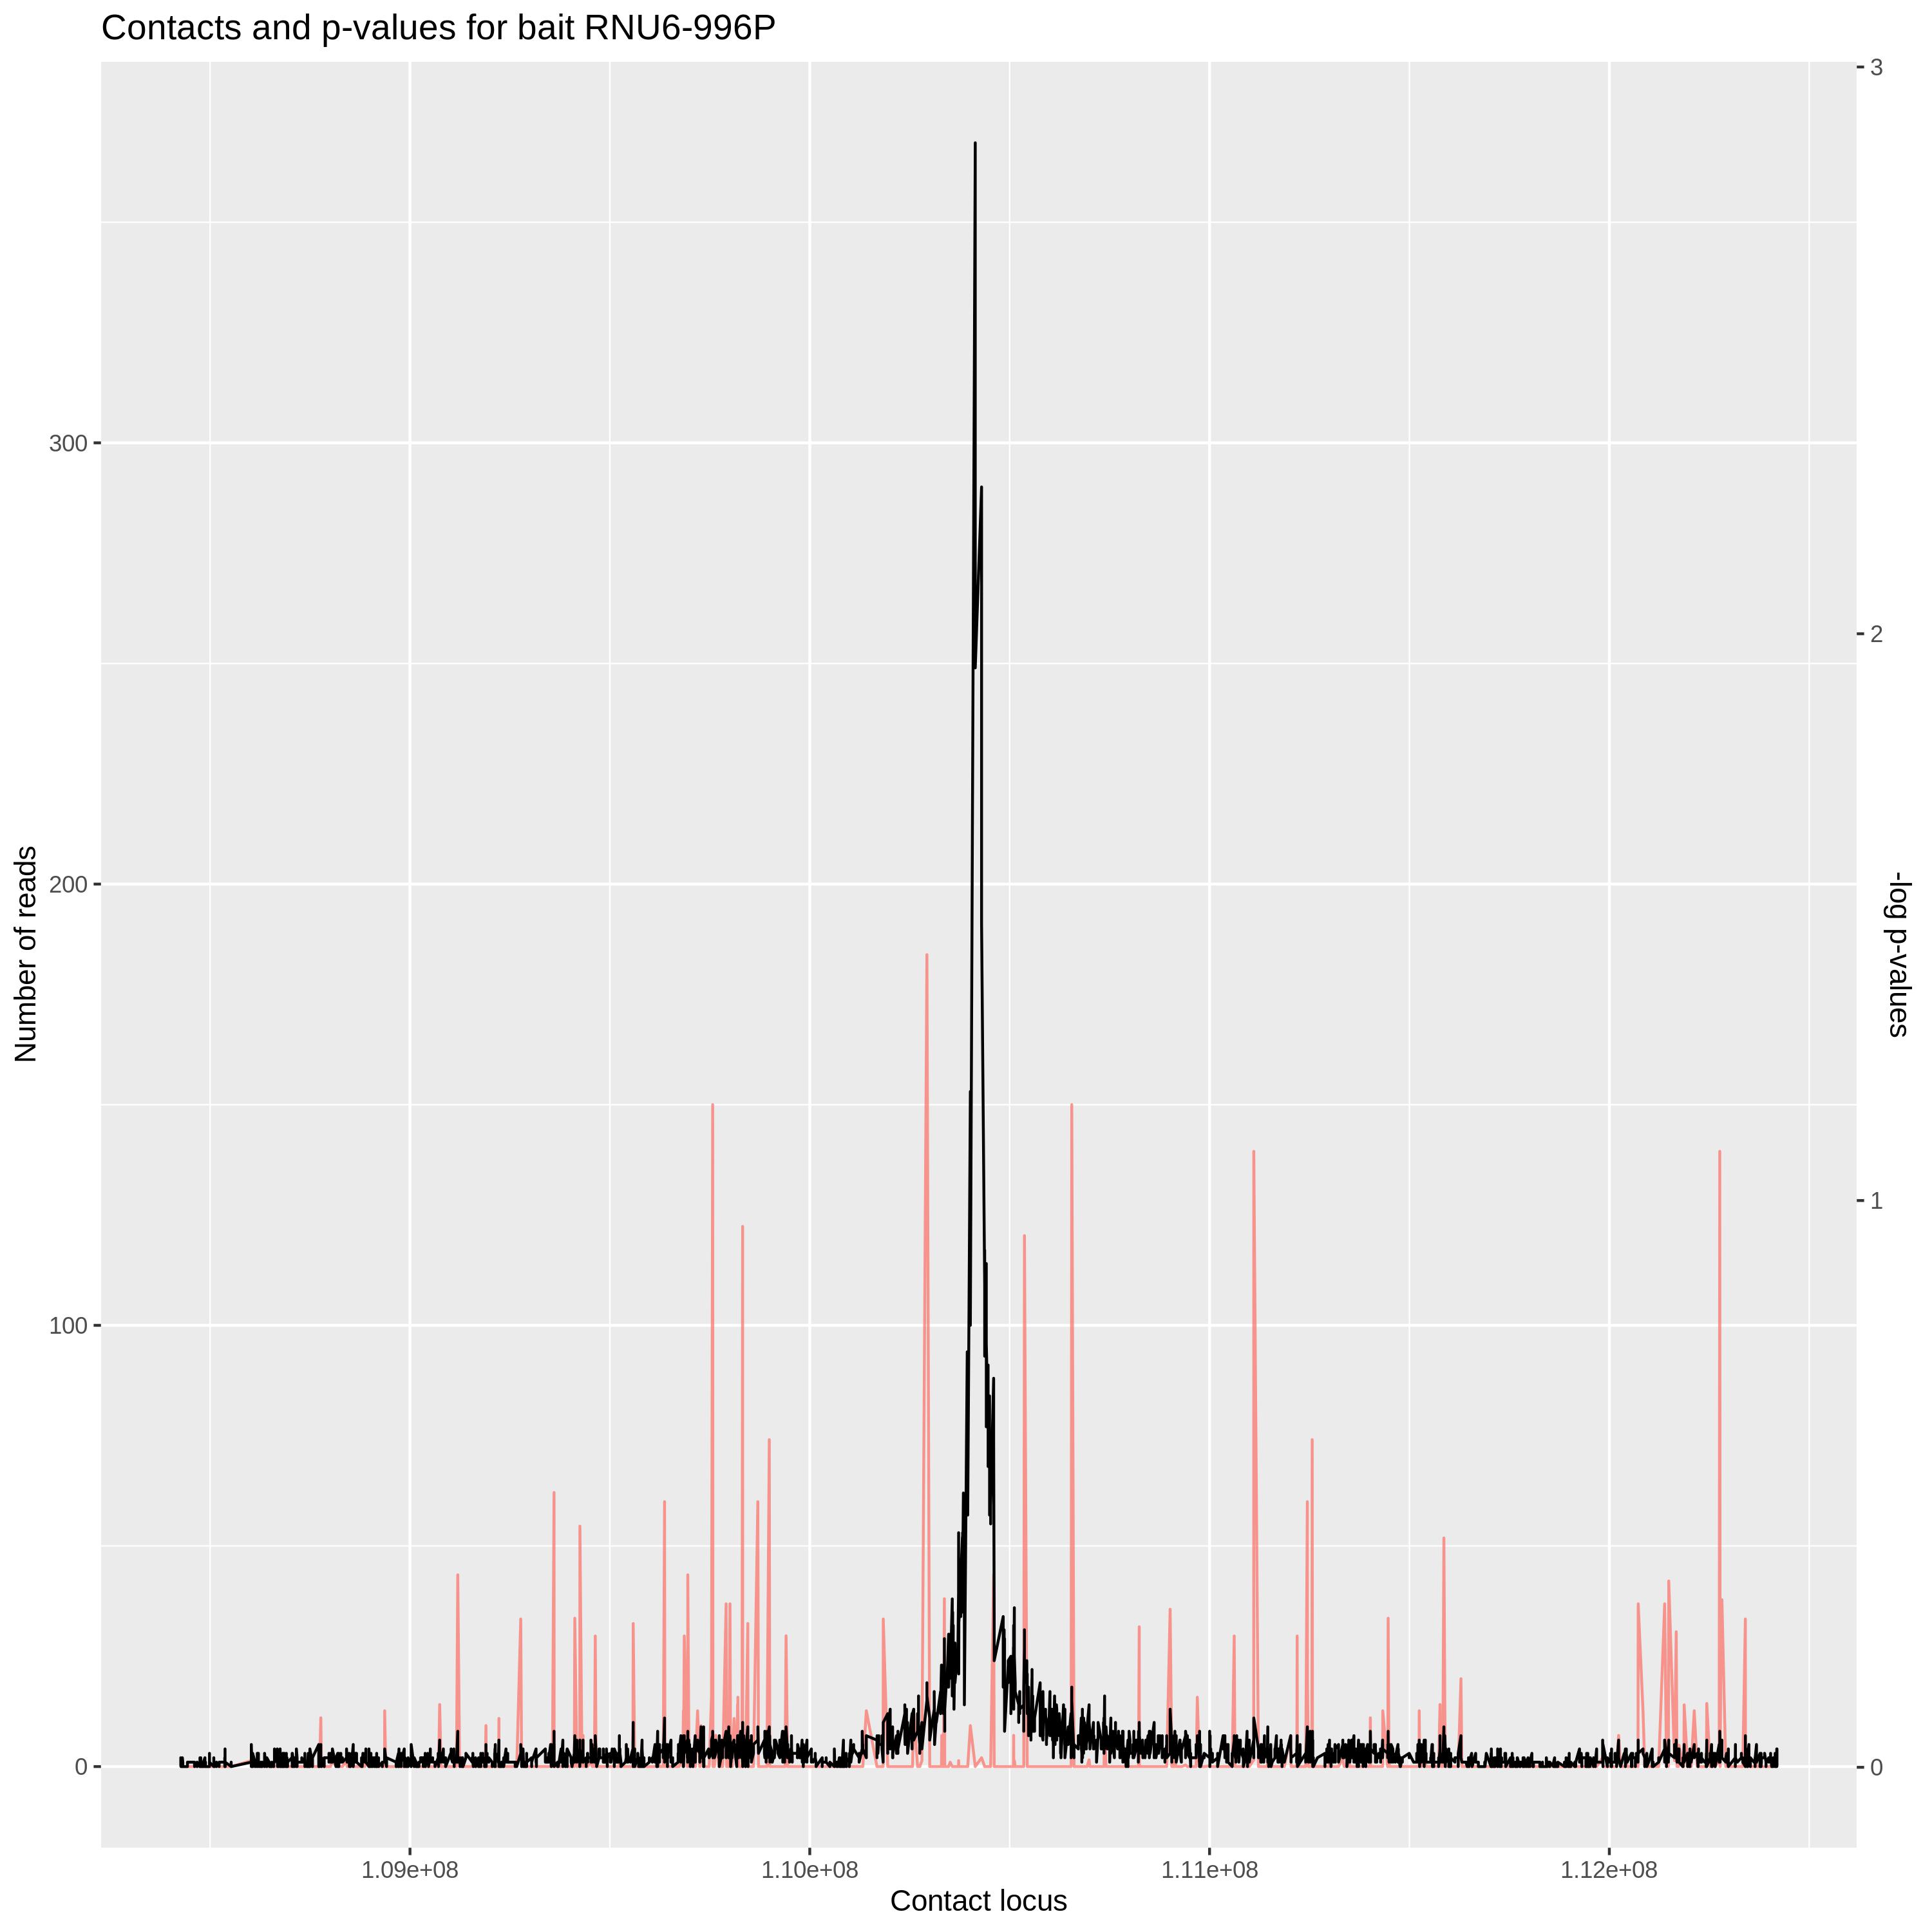 Contacts and p-values for bait RNU6-996P
3
300
2
200
1
100
0
0
Number of reads
-log p-values
1.09e+08
1.10e+08
1.11e+08
1.12e+08
Contact locus